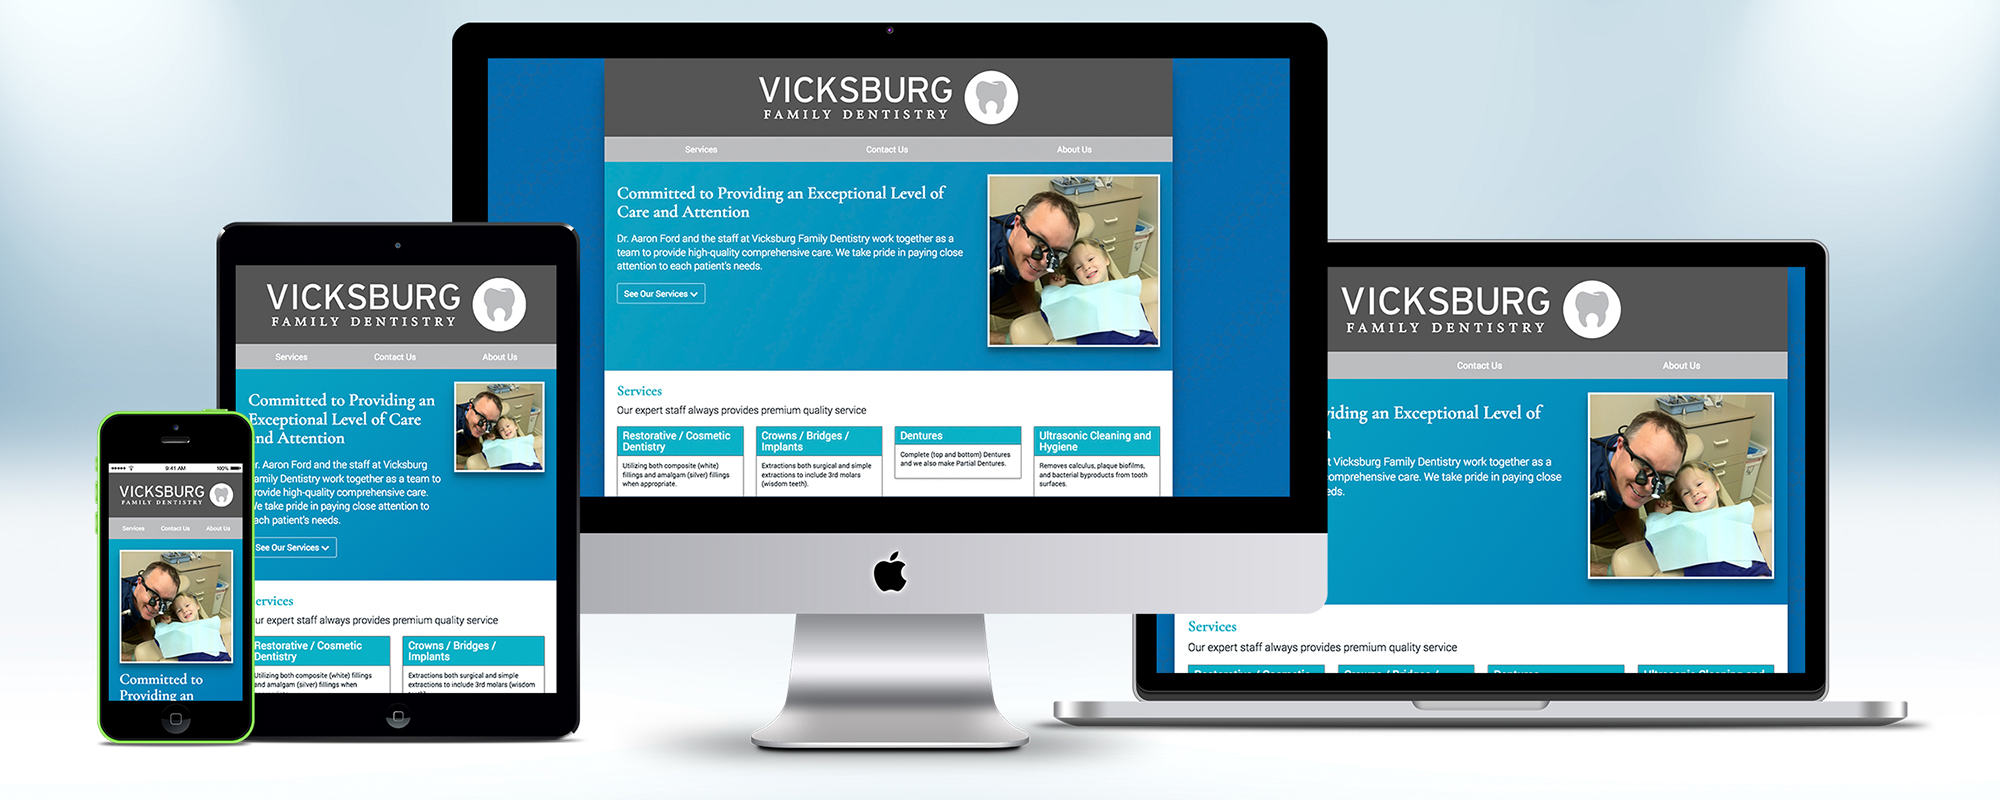 VICKSBURG
FAMILY DENTISTRY
Services
Contact Us
About Us
Committed to Providing an Exceptional Level of
Care and Attention
Dr. Aaron Ford and the staff at Vicksburg Family Dentistry work together as a
team to provide high-quality comprehensive care. We take pride in paying close
attention to each patient's needs.
See Our Services
Services
Our expert staff always provides premium quality service
Restorative / Cosmetic
Dentistry
Utilizing both composite (white)
fillings and amalgam (silver) fillings
when appropriate.
Crowns / Bridges /
Implants
Extractions both surgical and simple
extractions to include 3rd molars
(wisdom teeth).
Dentures
Complete (top and bottom) Dentures
and we also make Partial Dentures.
Ultrasonic Cleaning and
Hygiene
Removes calculus, plaque biofilms,
and bacterial byproducts from tooth
surfaces.
VICKSBURG
FAMILY DENTISTRY
Services
Contact Us
About Us
Committed to Providing an
Exceptional Level of Care
and Attention
r. Aaron Ford and the staff at Vicksburg
amily Dentistry work together as a team to
provide high-quality comprehensive care.
We take pride in paying close attention to
each patient's needs.
See Our Services
ervices
ur expert staff always provides premium quality service
Restorative / Cosmetic
Dentistry
Utilizing both composite (white) fillings
and amalgam (silver) fillings when
Crowns / Bridges /
Implants
Extractions both surgical and simple
extractions to include 3rd molars (wisdom
9:41 AM
100%
VICKSBURG
FAMILY DENTISTRY
Services
Contact Us
About Us
Committed to
Providing an
VICKSBURG
FAMILY DENTISTRY
Contact Us
About Us
viding an Exceptional Level of
n
t Vicksburg Family Dentistry work together as a
omprehensive care. We take pride in paying close
eds.
Services
Our expert staff always provides premium quality service
Restorative / Cosmetic
Crowns / Bridges /
Dentures
Ultrasonic Cleaning and